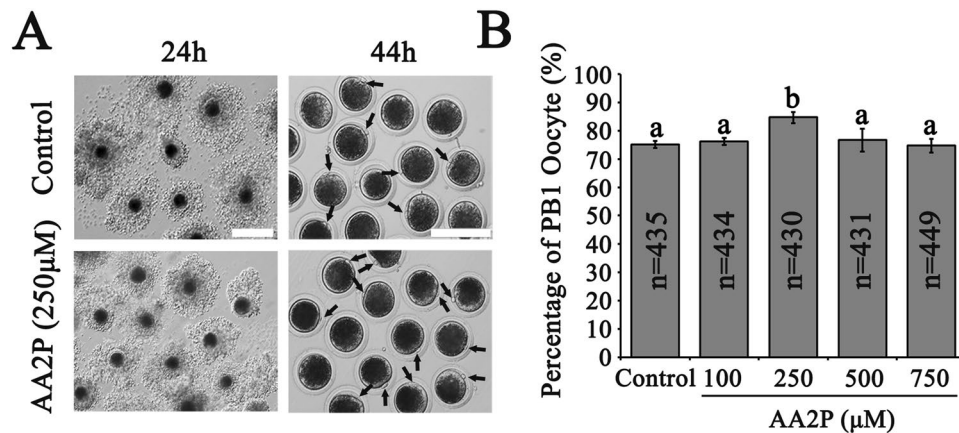 A
24h
44h
Control
AA2P (250μM)
B
Percentage of PB1 Oocyte (%)
100
90
80
70
60
50
40
30
20
10
0
a
a
b
a
a
n=435
n=434
n=430
n=431
n=449
Control
100
250
500
750
AA2P (μM)